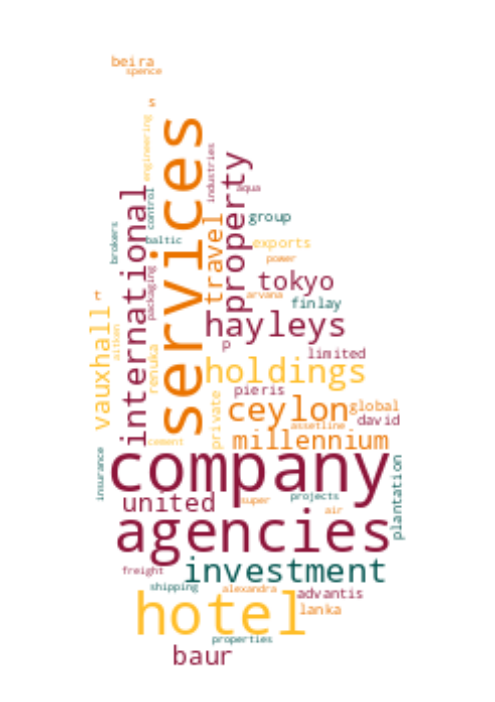 beira
spence
s
engineering
services
industries
property
aqua
international
control
group
brokers
baltic
travel
exports
power
packaging
tokyo
arvana
finlay
vauxhall
hayleys
aitken
renuka
p
limited
holdings
pieris
private
ceylon
global
david
assetline
cement
millennium
insurance
company
plantation
united
super
projects
air
agencies
freight
investment
shipping
alexandra
advantis
hotel
lanka
properties
baur